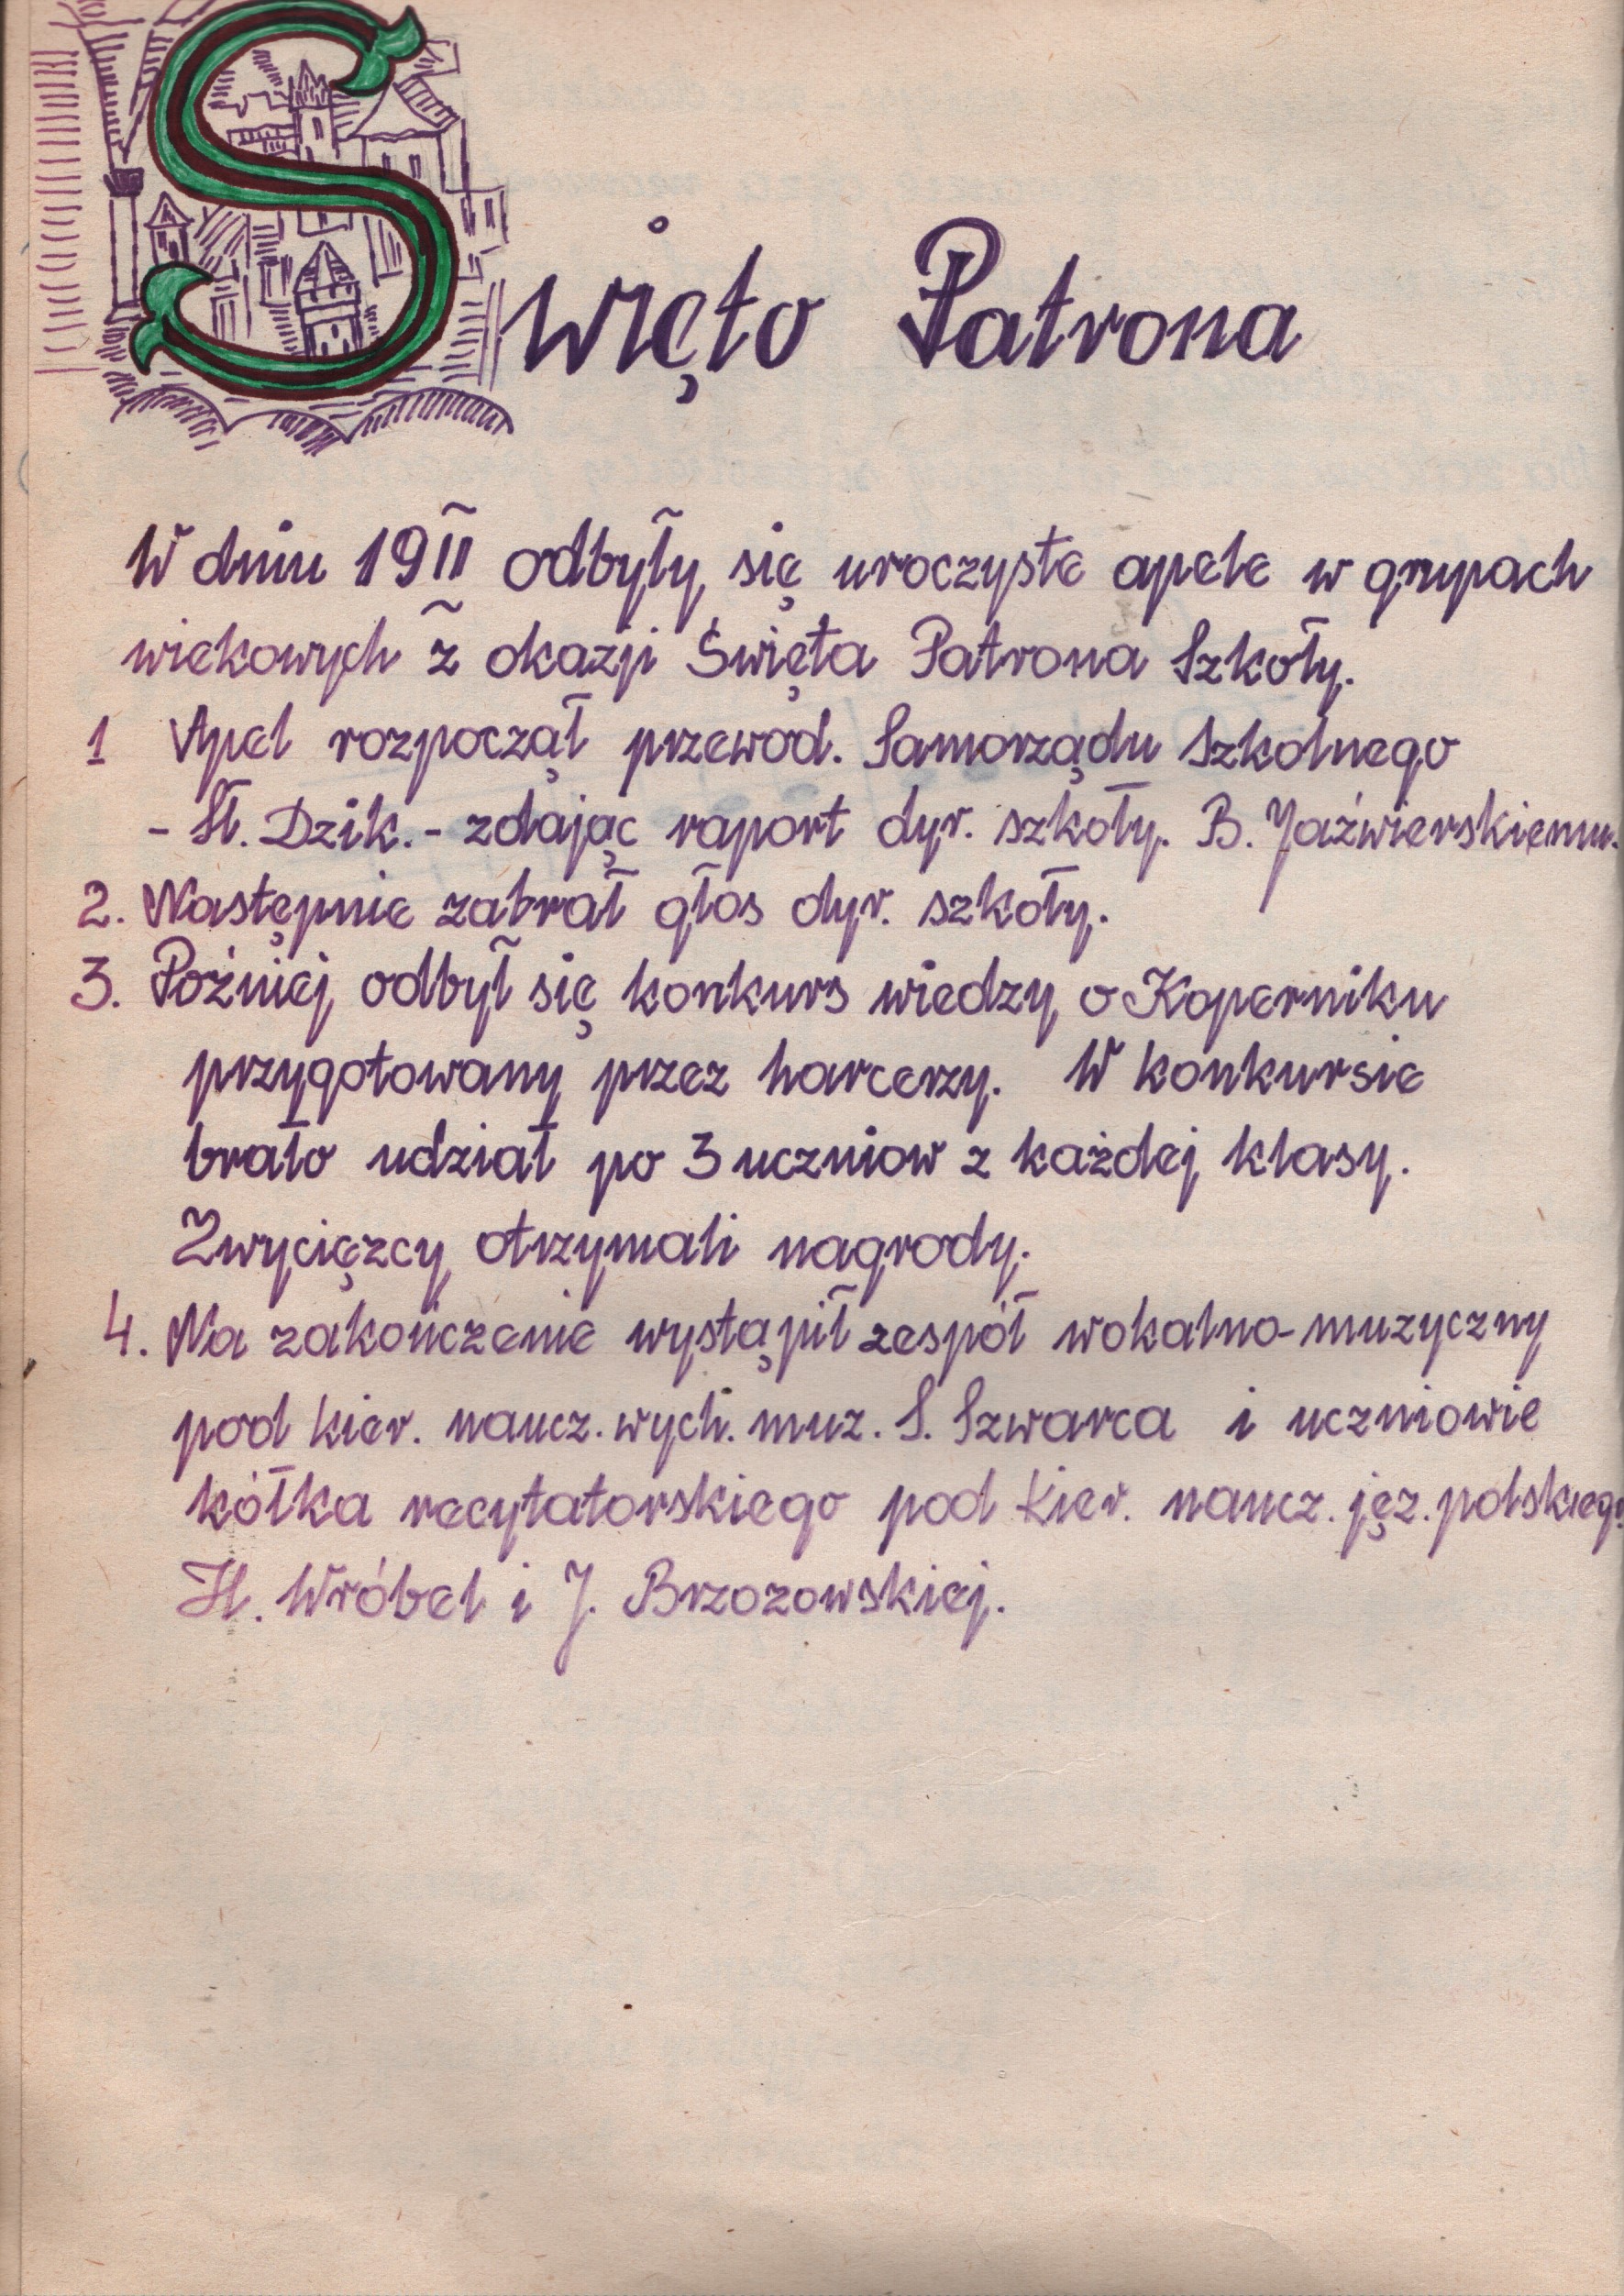 Święto Patrona
W dniu 19 II odbyły się uroczyste apele w grupach
wiekowych z okazji Święta Patrona Szkoły.
1 Apel rozpoczął przewod. Samorządu Szkolnego
- St. Dzik. - zdając raport dyr. szkoły. B. Jaźwierskiemu.
2. Następnie zabrał głos dyr. szkoły.
3. Poźniej odbył się konkurs wiedzy o Koperniku
przygotowany przez harcerzy. W konkursie
brało udział po 3 uczniow z każdej klasy.
Zwycięzcy otrzymali nagrody.
4. Na zakończenie wystąpił zespół wokalno-muzyczny
pod kier. naucz. wych. muz. S. Szwarca i uczniowie
kółka recytatorskiego pod kier. naucz. jęz. polskiego
H. Wróbel i J. Brzozowskiej.